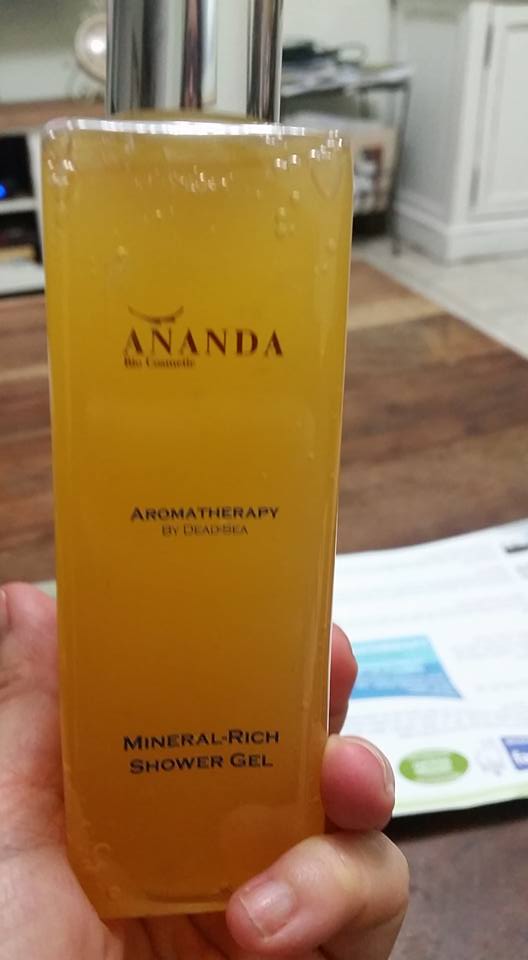 ANANDA
Bio Cosmetic
AROMATHERAPY
BY DEAD-SEA
MINERAL-RICH
SHOWER GEL